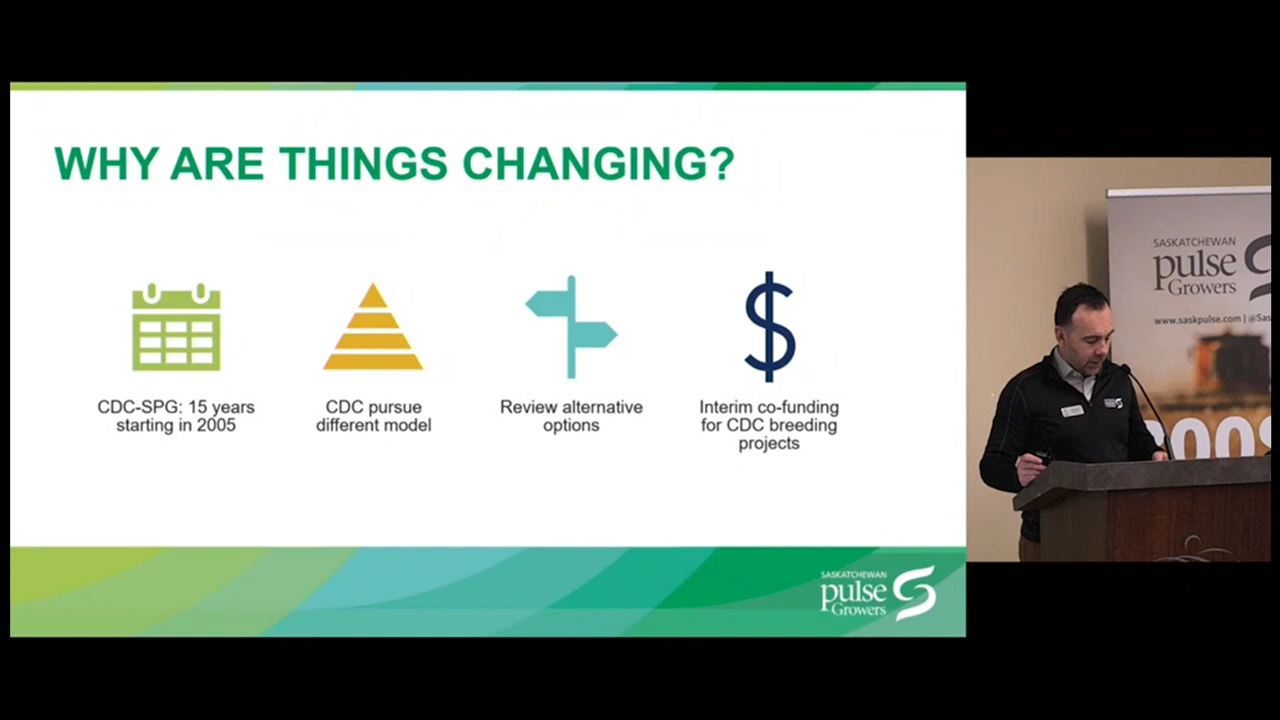 WHY ARE THINGS CHANGING?
CDC-SPG: 15 years
starting in 2005
CDC pursue
different model
Review alternative
options
Interim co-funding
for CDC breeding
projects
SASKATCHEWAN
pulse
Growers
SASKATCHEWAN
pulse
Growers
www.saskpulse.com | @Sas